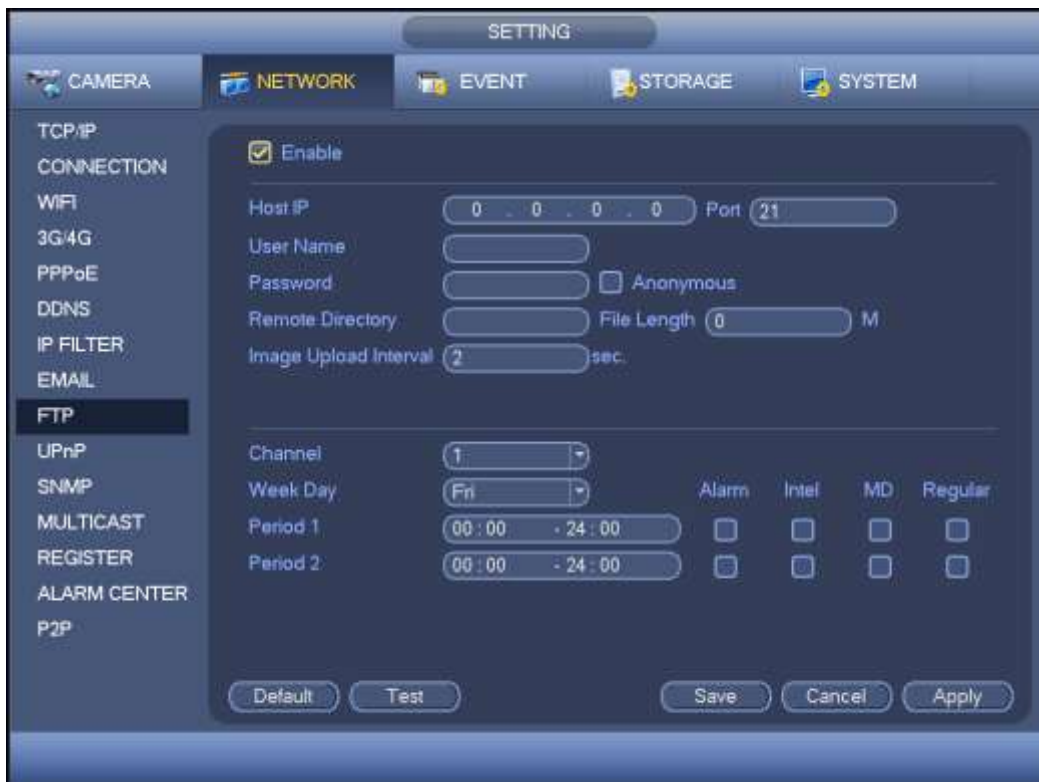 SETTING
CAMERA NETWORK EVENT STORAGE SYSTEM
TCP/IP
CONNECTION
WIFI
3G/4G
PPPoE
DDNS
IP FILTER
EMAIL
FTP
UPnP
SNMP
MULTICAST
REGISTER
ALARM CENTER
P2P
Enable
Host IP 0 . 0 . 0 . 0 Port 21
User Name
Password Anonymous
Remote Directory File Length 0 M
Image Upload Interval 2 sec.
Channel 1
Week Day Fri Alarm Intel MD Regular
Period 1 00 : 00 - 24 : 00
Period 2 00 : 00 - 24 : 00
Default Test Save Cancel Apply